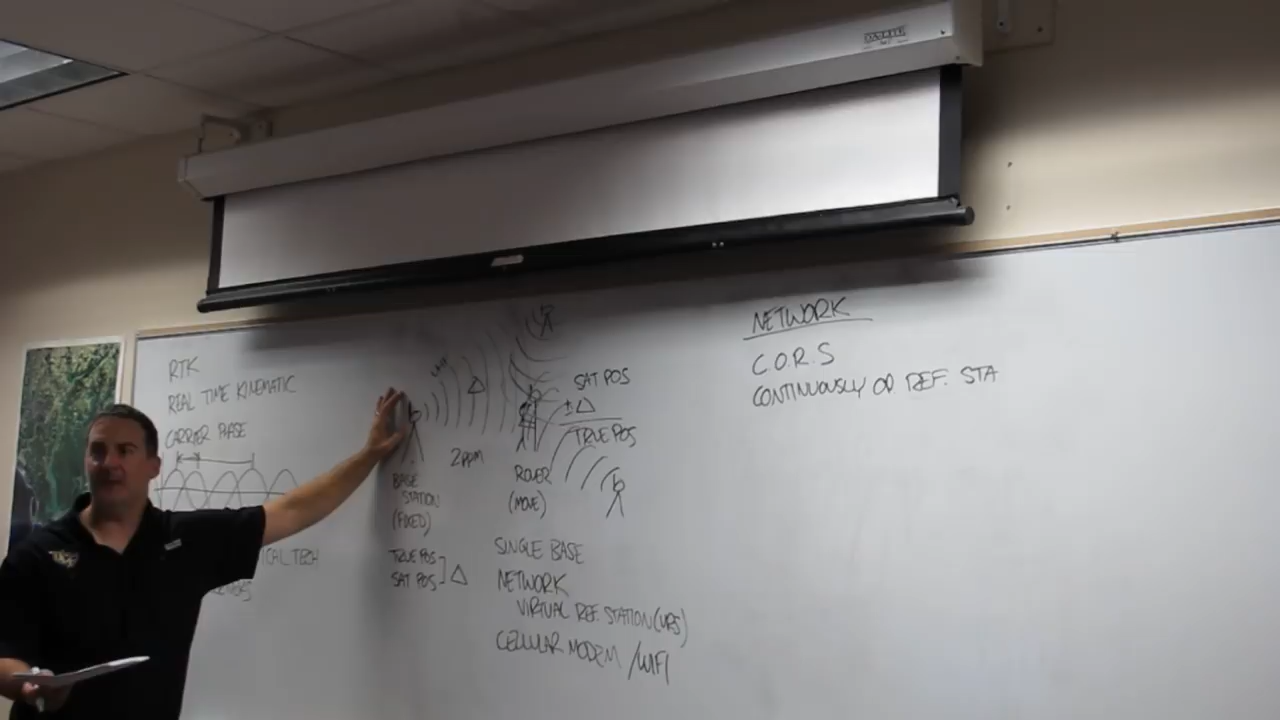 RTK
REAL TIME KINEMATIC
CARRIER PHASE
CAL TECH
UHF
△
2PPM
BASE
STATION
(FIXED)
TRUE POS
SAT POS ] △
ROVER
(MOVE)
SAT POS
± △
TRUE POS
SINGLE BASE
NETWORK
VIRTUAL REF. STATION (VRS)
CELLULAR MODEM / WIFI
NETWORK
C.O.R.S
CONTINUOUSLY OP REF. STA